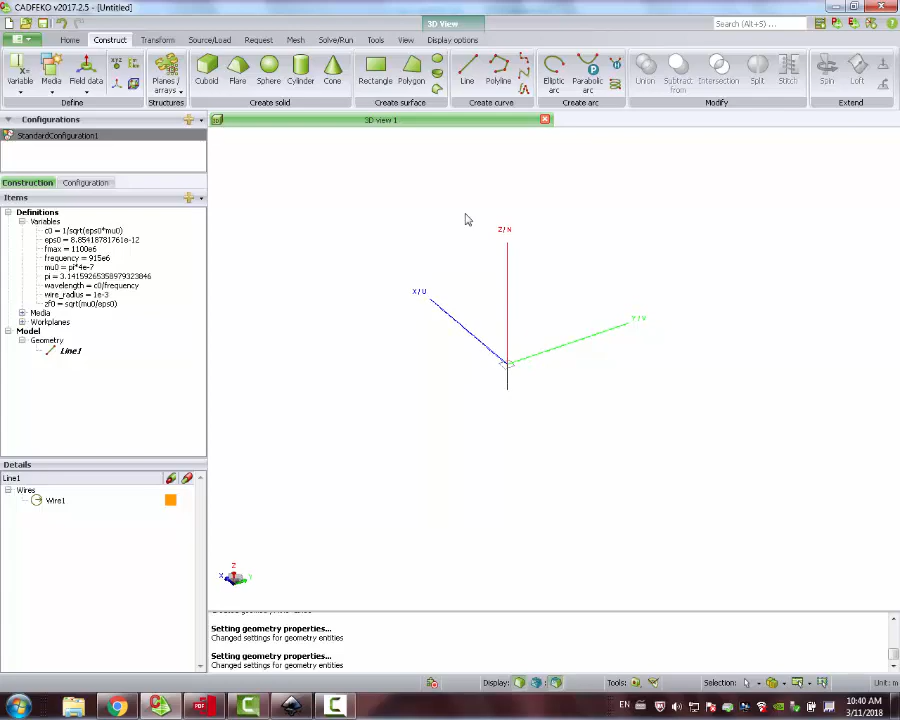 CADFEKO v2017.2.5 - [Untitled]
3D View
Search (Alt+S) . . .
Home Construct Transform Source/Load Request Mesh Solve/Run Tools View Display options
Variable Media Field data Planes / arrays Cuboid Flare Sphere Cylinder Cone Rectangle Polygon Line Polyline Elliptic arc Parabolic arc Union Subtract from Intersection Split Stitch Spin Loft
Define Structures Create solid Create surface Create curve Create arc Modify Extend
Configurations
3D view 1
StandardConfiguration1
Construction Configuration
Items
Definitions
Variables
c0 = 1/sqrt(eps0*mu0)
eps0 = 8.85418781761e-12
fmax = 1100e6
frequency = 915e6
mu0 = pi*4e-7
pi = 3.14159265358979323846
wavelength = c0/frequency
wire_radius = 1e-3
zf0 = sqrt(mu0/eps0)
Media
Workplanes
Model
Geometry
Line1
Z / N
X / U
Y / V
Details
Line1
Wires
Wire1
Z
X Y
Setting geometry properties...
Changed settings for geometry entities
Setting geometry properties...
Changed settings for geometry entities
Display: Tools: Selection: Unit: m
EN
10:40 AM
3/11/2018